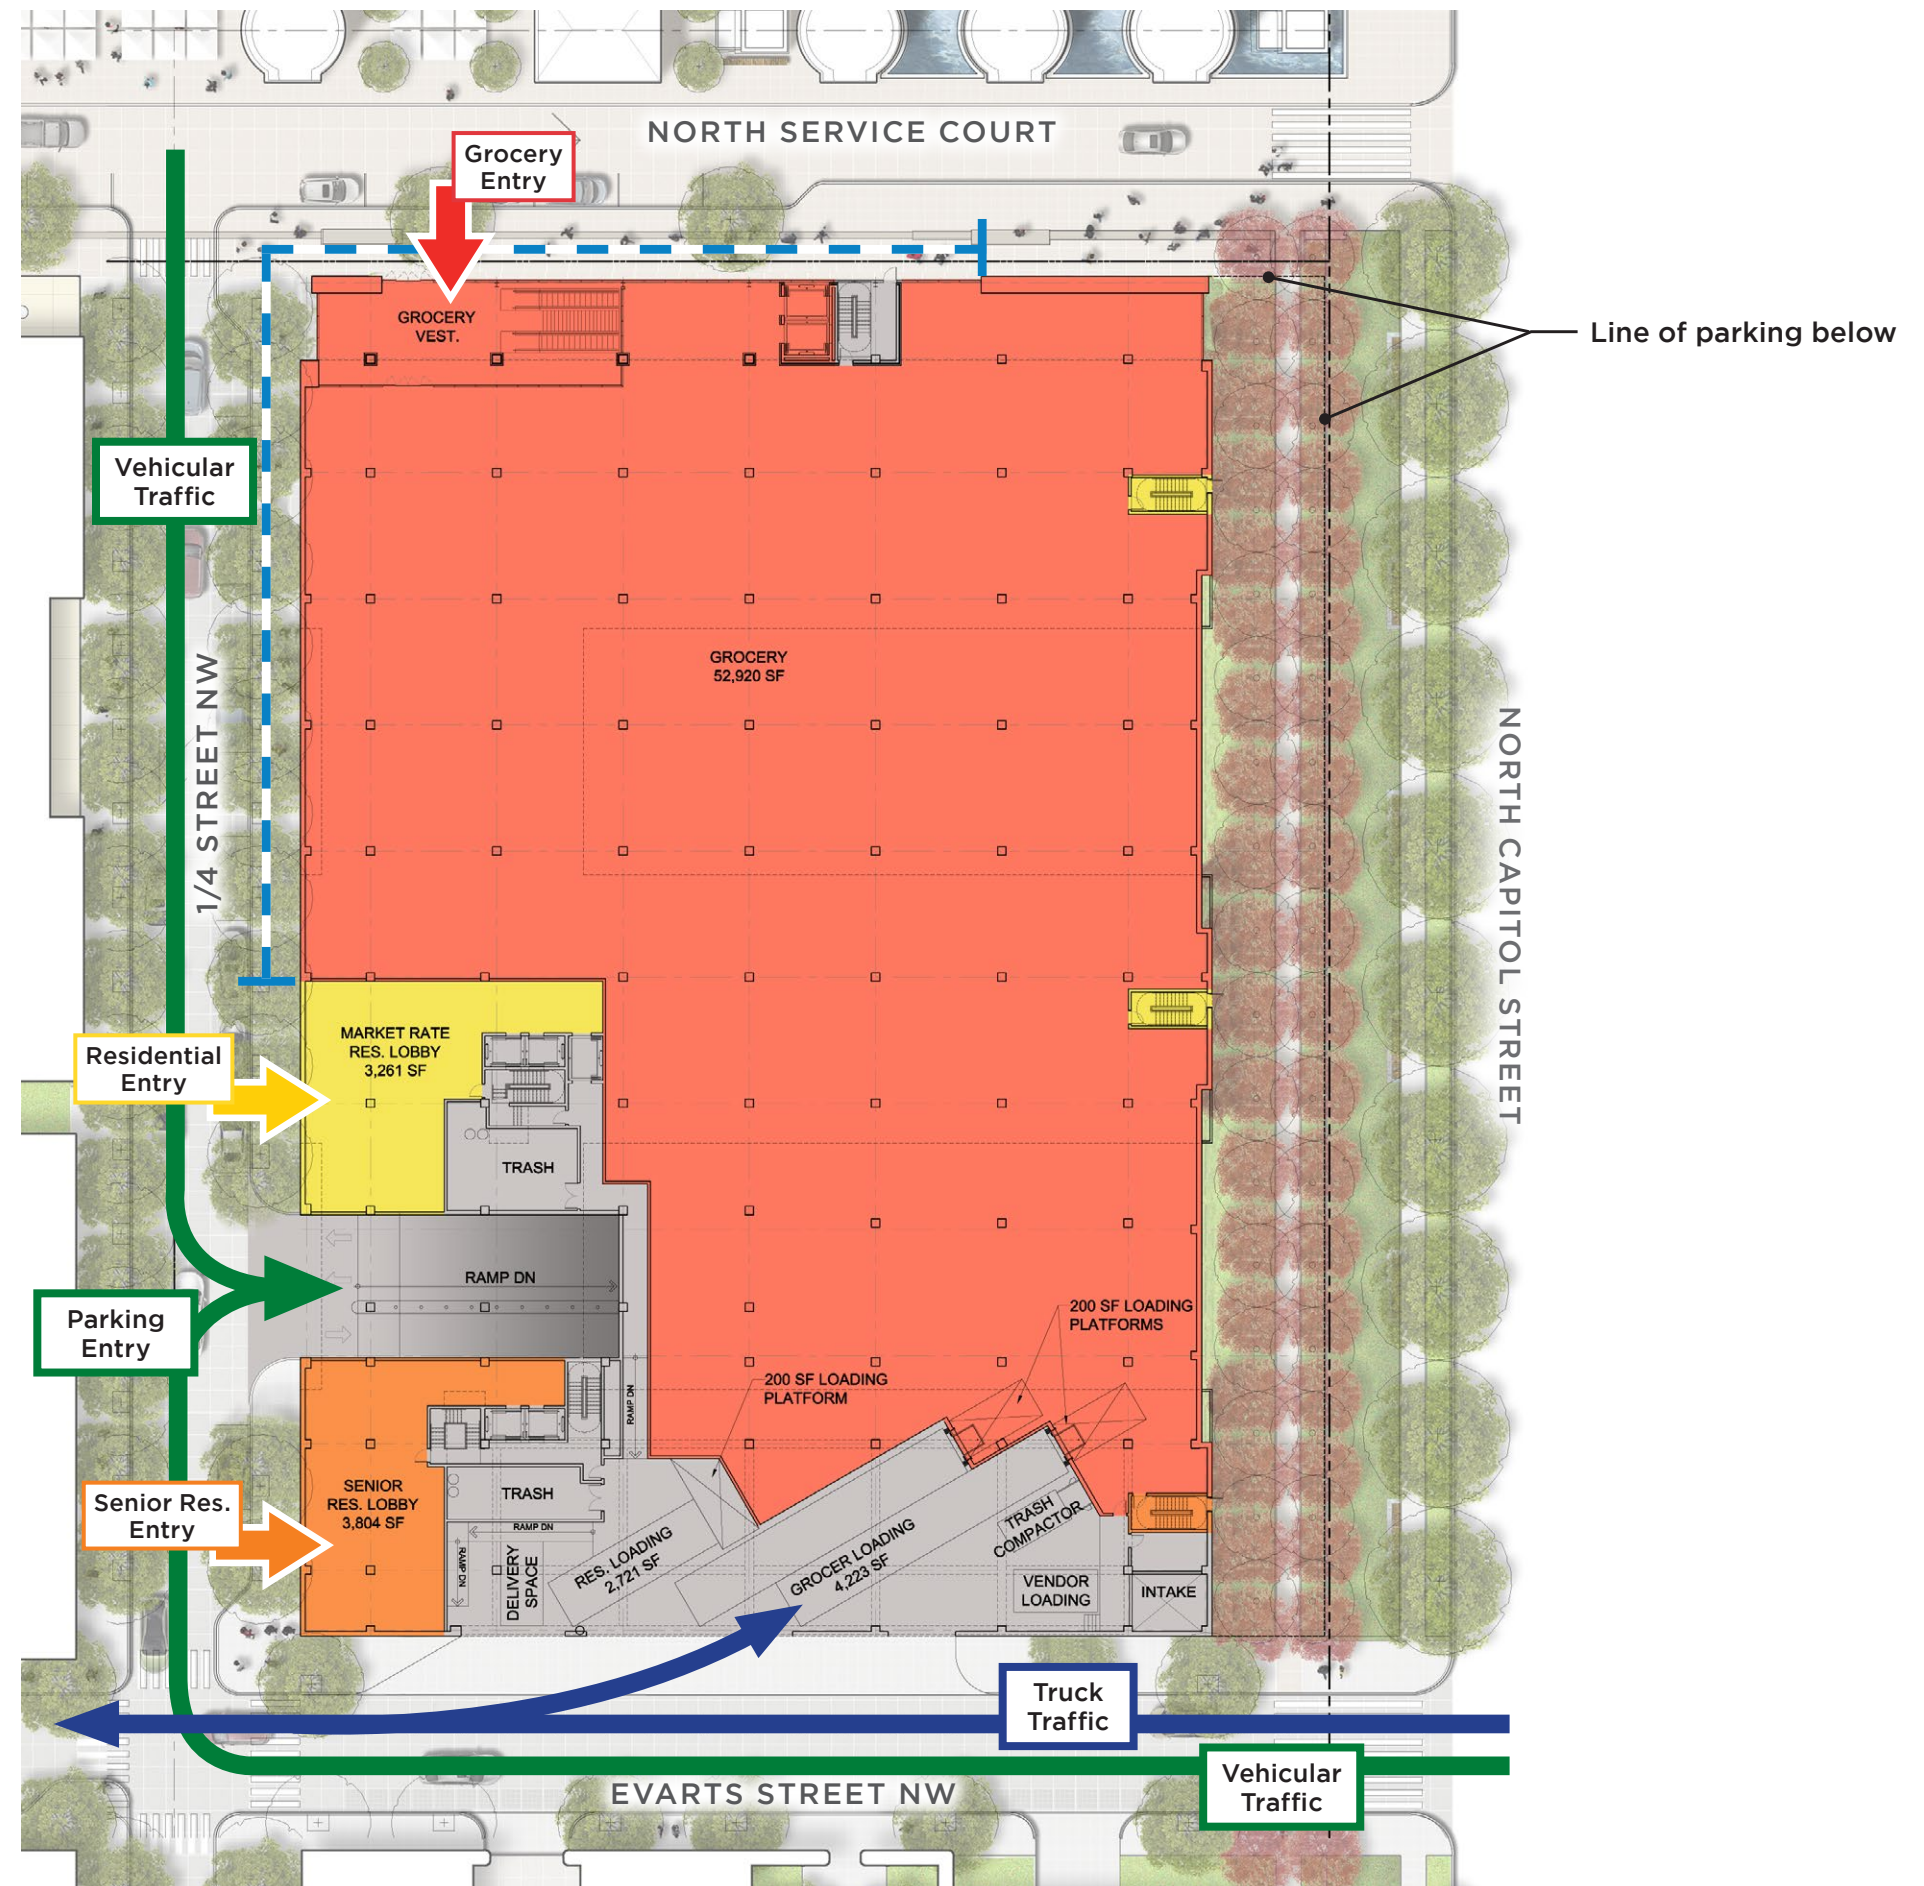 NORTH SERVICE COURT
Grocery
Entry
GROCERY
VEST.
Line of parking below
Vehicular
Traffic
GROCERY
52,920 SF
1/4 STREET NW
NORTH CAPITOL STREET
MARKET RATE
RES. LOBBY
3,261 SF
Residential
Entry
TRASH
RAMP DN
Parking
Entry
200 SF LOADING
PLATFORMS
200 SF LOADING
PLATFORM
RAMP DN
SENIOR
RES. LOBBY
3,804 SF
Senior Res.
Entry
TRASH
RAMP DN
RAMP DN
DELIVERY
SPACE
RES. LOADING
2,721 SF
GROCER LOADING
4,223 SF
TRASH
COMPACTOR
VENDOR
LOADING
INTAKE
Truck
Traffic
Vehicular
Traffic
EVARTS STREET NW